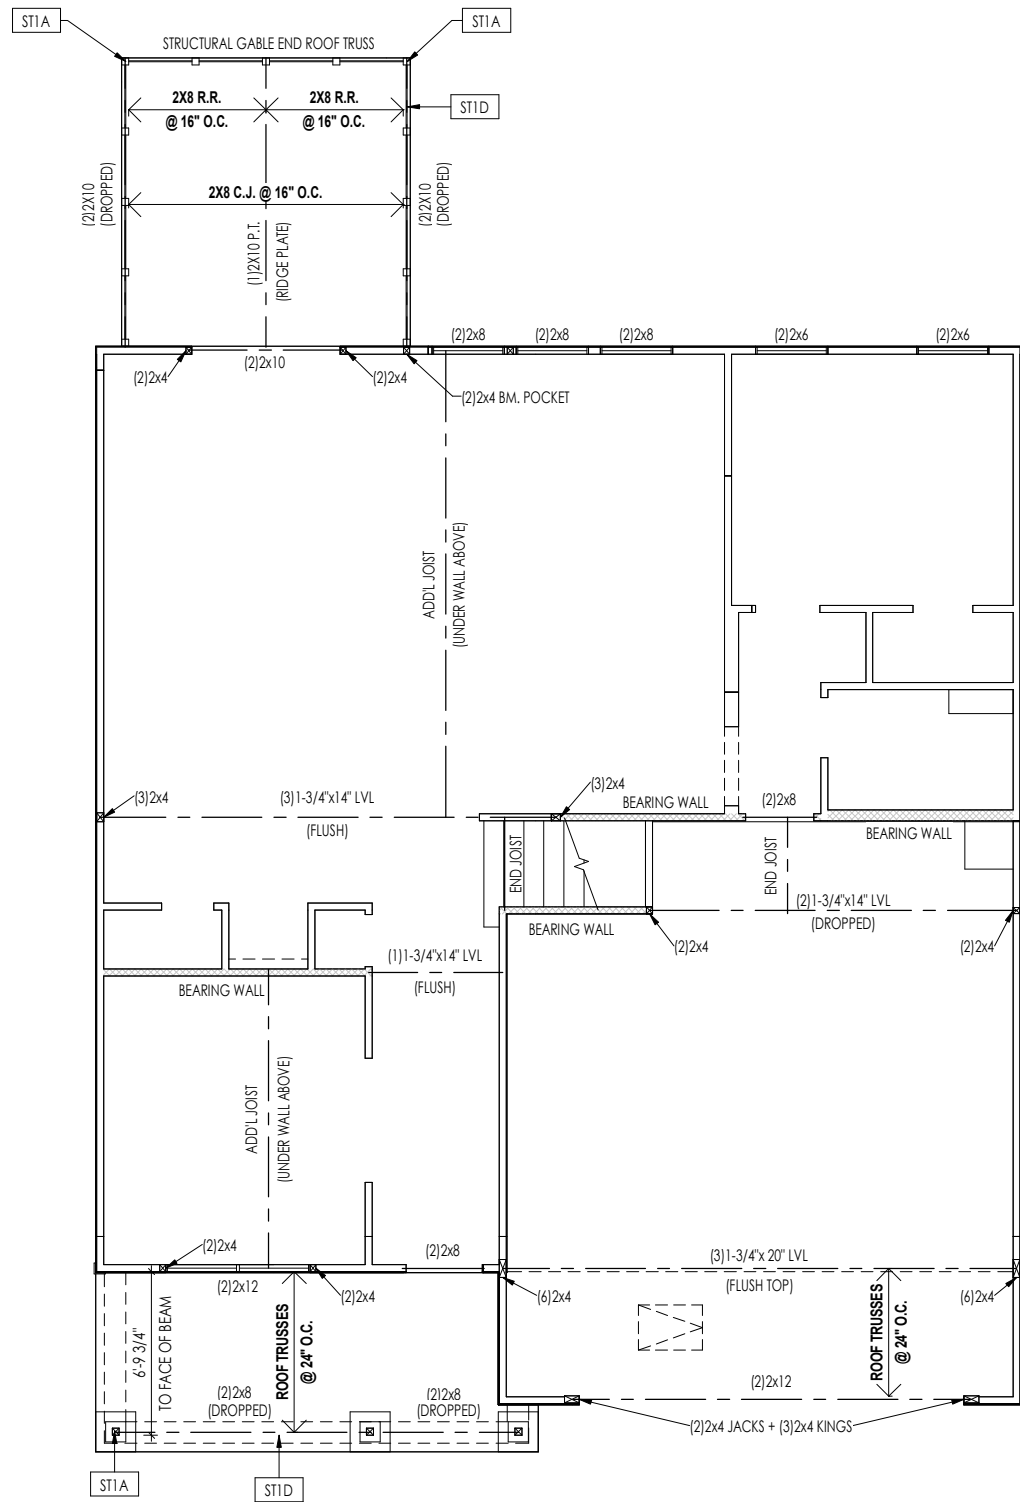 ST1A
ST1A
STRUCTURAL GABLE END ROOF TRUSS
2X8 R.R.
@ 16" O.C.
2X8 R.R.
@ 16" O.C.
ST1D
(2)2X10
(DROPPED)
2X8 C.J. @ 16" O.C.
(2)2X10
(DROPPED)
(1)2X10 P.T.
(RIDGE PLATE)
(2)2x8
(2)2x8
(2)2x8
(2)2x6
(2)2x6
(2)2x4
(2)2x10
(2)2x4
(2)2x4 BM. POCKET
ADD'L JOIST
(UNDER WALL ABOVE)
(3)2x4
(3)1-3/4"x14" LVL
(FLUSH)
(3)2x4
BEARING WALL
(2)2x8
BEARING WALL
END JOIST
END JOIST
(2)1-3/4"x14" LVL
(DROPPED)
BEARING WALL
(2)2x4
(2)2x4
(1)1-3/4"x14" LVL
(FLUSH)
BEARING WALL
ADD'L JOIST
(UNDER WALL ABOVE)
(2)2x4
(2)2x8
(3)1-3/4"x 20" LVL
(FLUSH TOP)
(2)2x12
(2)2x4
(6)2x4
(6)2x4
6'-9 3/4"
TO FACE OF BEAM
ROOF TRUSSES
@ 24" O.C.
ROOF TRUSSES
@ 24" O.C.
(2)2x8
(DROPPED)
(2)2x8
(DROPPED)
(2)2x12
(2)2x4 JACKS + (3)2x4 KINGS
ST1A
ST1D